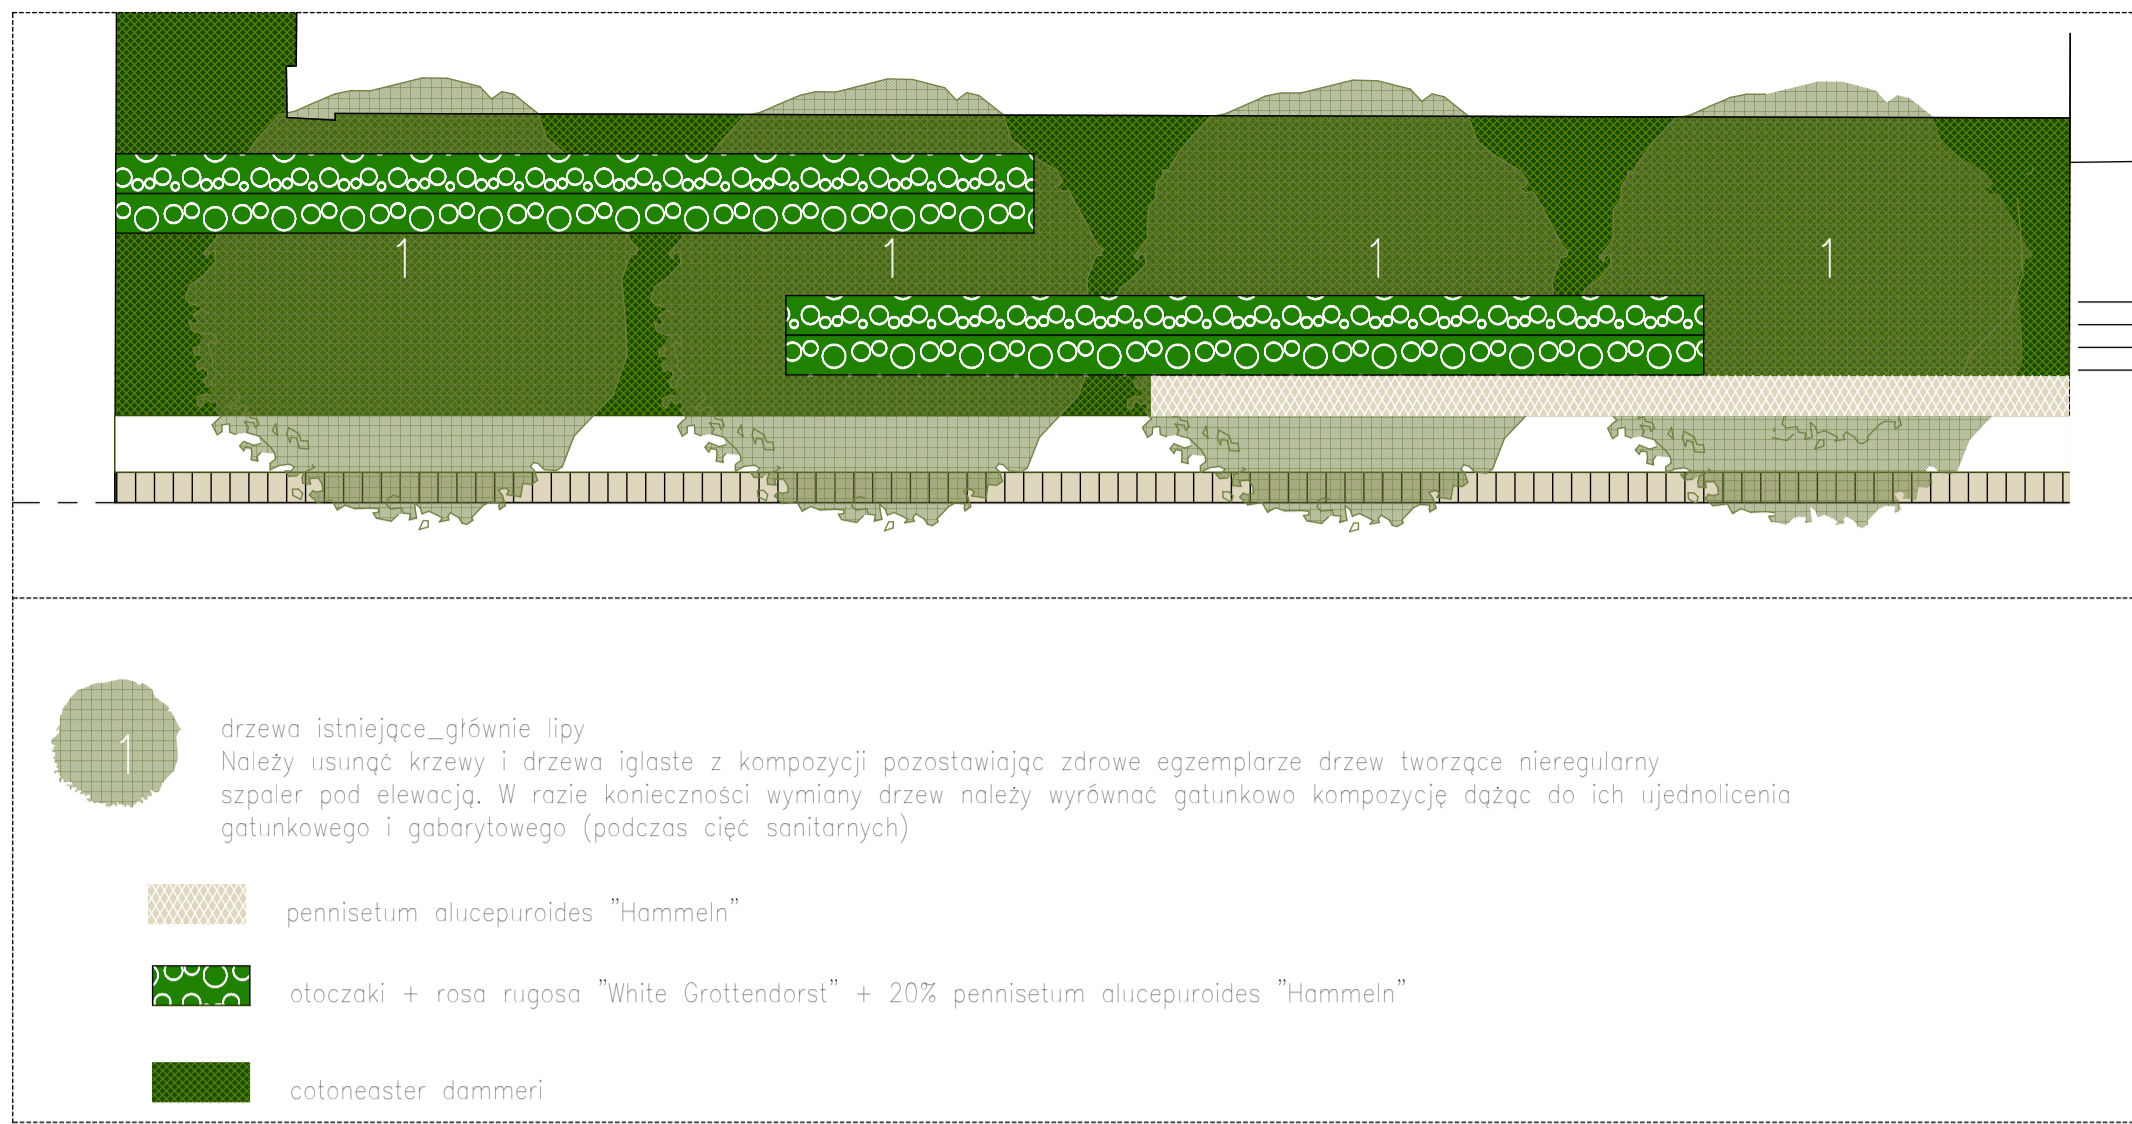 1 1 1 1
1
drzewa istniejące_głównie lipy
Należy usunąć krzewy i drzewa iglaste z kompozycji pozostawiając zdrowe egzemplarze drzew tworzące nieregularny
szpaler pod elewacją. W razie konieczności wymiany drzew należy wyrównać gatunkowo kompozycję dążąc do ich ujednolicenia
gatunkowego i gabarytowego (podczas cięć sanitarnych)
pennisetum alucepuroides "Hammeln"
otoczaki + rosa rugosa "White Grottendorst" + 20% pennisetum alucepuroides "Hammeln"
cotoneaster dammeri